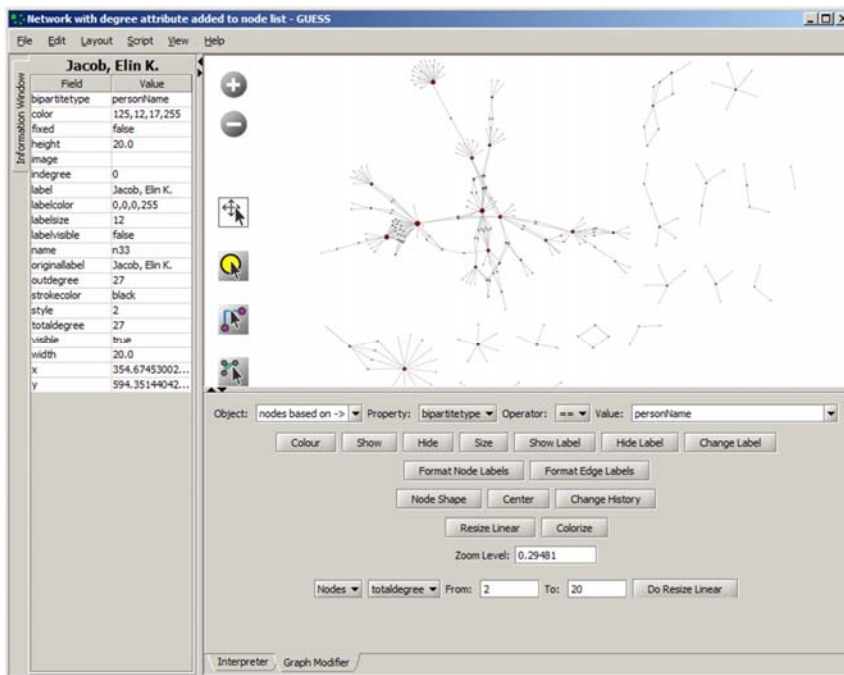 Network with degree attribute added to node list - GUESS
File Edit Layout Script View Help
Information Window
Jacob, Elin K.
Field Value
bipartitetype personName
color 125,12,17,255
fixed false
height 20.0
image
indegree 0
label Jacob, Elin K.
labelcolor 0,0,0,255
labelsize 12
labelvisible false
name n33
originallabel Jacob, Elin K.
outdegree 27
strokecolor black
style 2
totaldegree 27
visible true
width 20.0
x 354.67453002...
y 594.35144042...
Object: nodes based on -> Property: bipartitetype Operator: == Value: personName
Colour Show Hide Size Show Label Hide Label Change Label
Format Node Labels Format Edge Labels
Node Shape Center Change History
Resize Linear Colorize
Zoom Level: 0.29481
Nodes totaldegree From: 2 To: 20 Do Resize Linear
Interpreter Graph Modifier